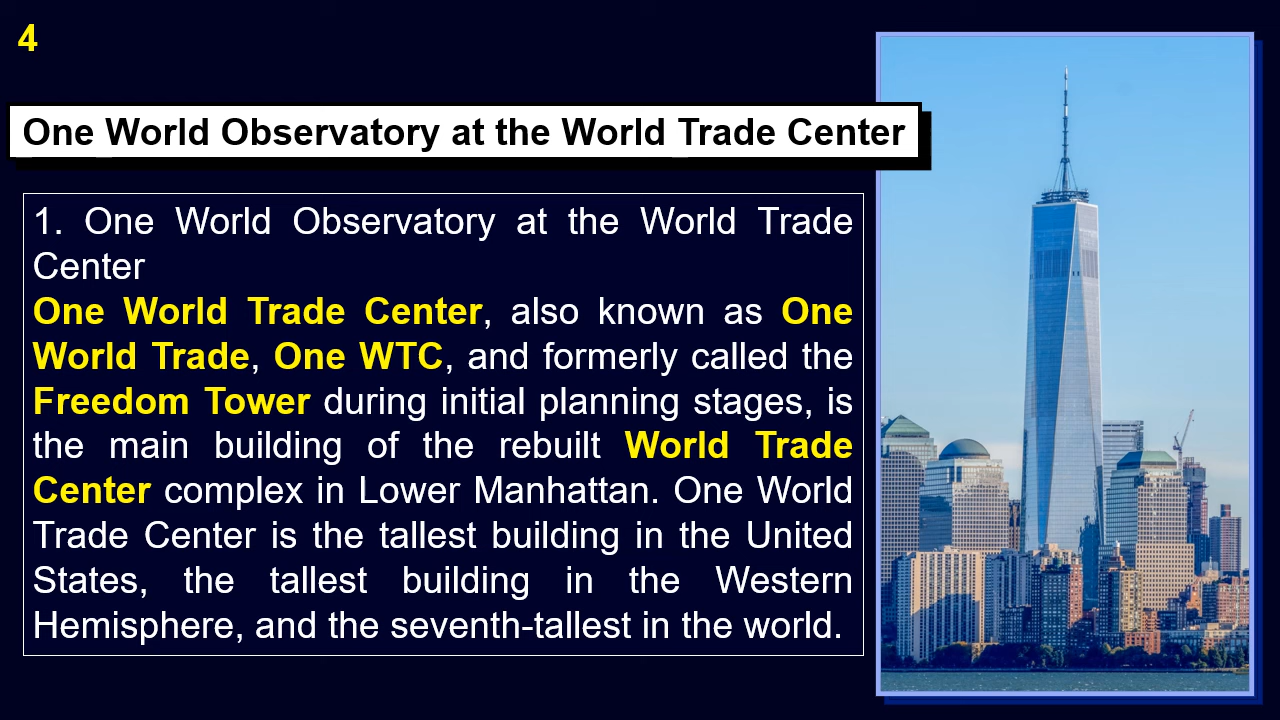 4
One World Observatory at the World Trade Center
1. One World Observatory at the World Trade
Center
One World Trade Center, also known as One
World Trade, One WTC, and formerly called the
Freedom Tower during initial planning stages, is
the main building of the rebuilt World Trade
Center complex in Lower Manhattan. One World
Trade Center is the tallest building in the United
States, the tallest building in the Western
Hemisphere, and the seventh-tallest in the world.